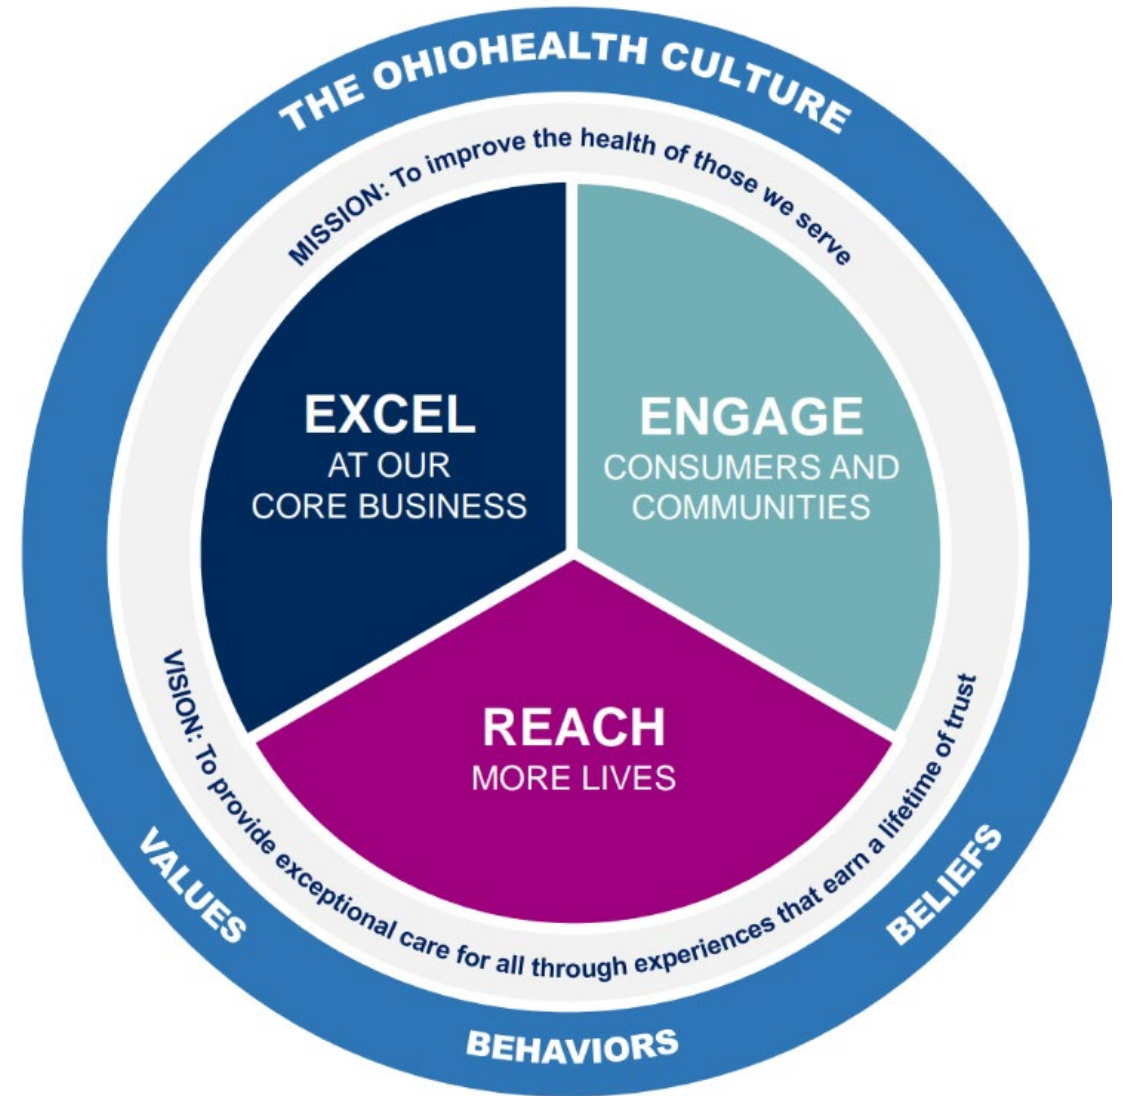 THE OHIOHEALTH CULTURE
MISSION: To improve the health of those we serve
EXCEL
AT OUR
CORE BUSINESS
ENGAGE
CONSUMERS AND
COMMUNITIES
REACH
MORE LIVES
VISION: To provide exceptional care for all through experiences that earn a lifetime of trust
VALUES
BEHAVIORS
BELIEFS